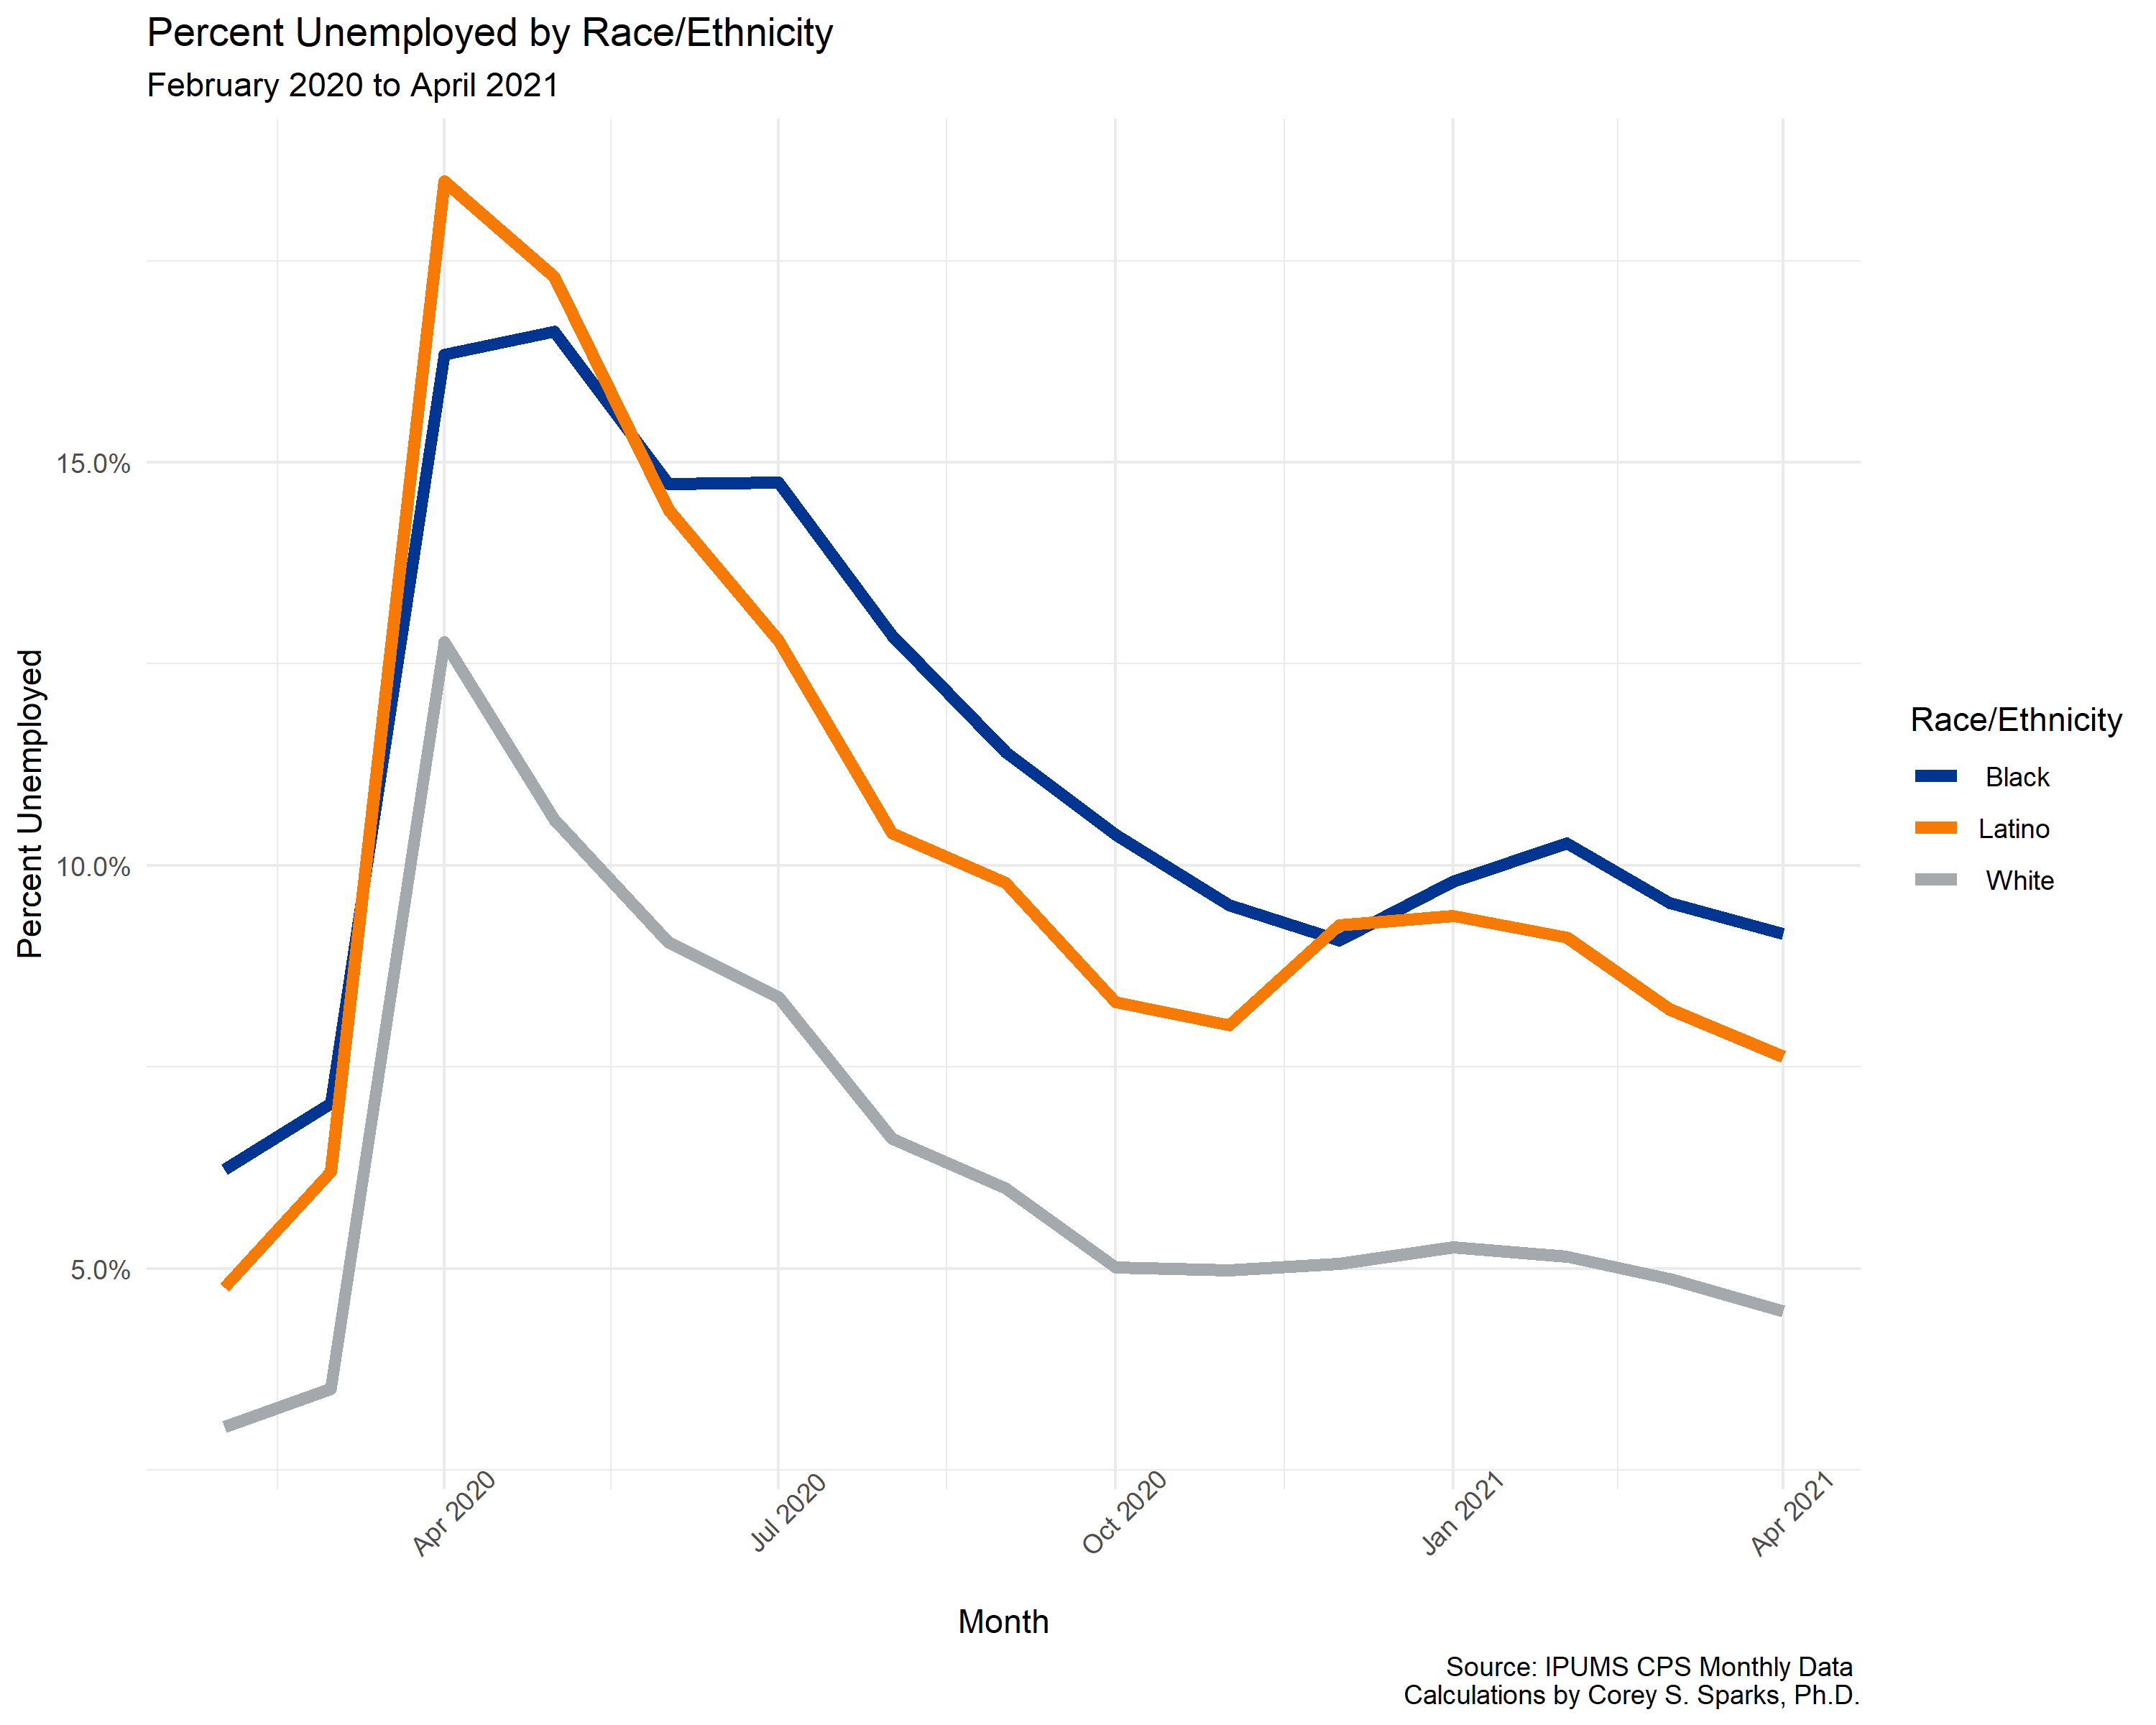 Percent Unemployed by Race/Ethnicity
February 2020 to April 2021
Percent Unemployed
15.0%
10.0%
5.0%
Apr 2020
Jul 2020
Oct 2020
Jan 2021
Apr 2021
Month
Race/Ethnicity
Black
Latino
White
Source: IPUMS CPS Monthly Data
Calculations by Corey S. Sparks, Ph.D.